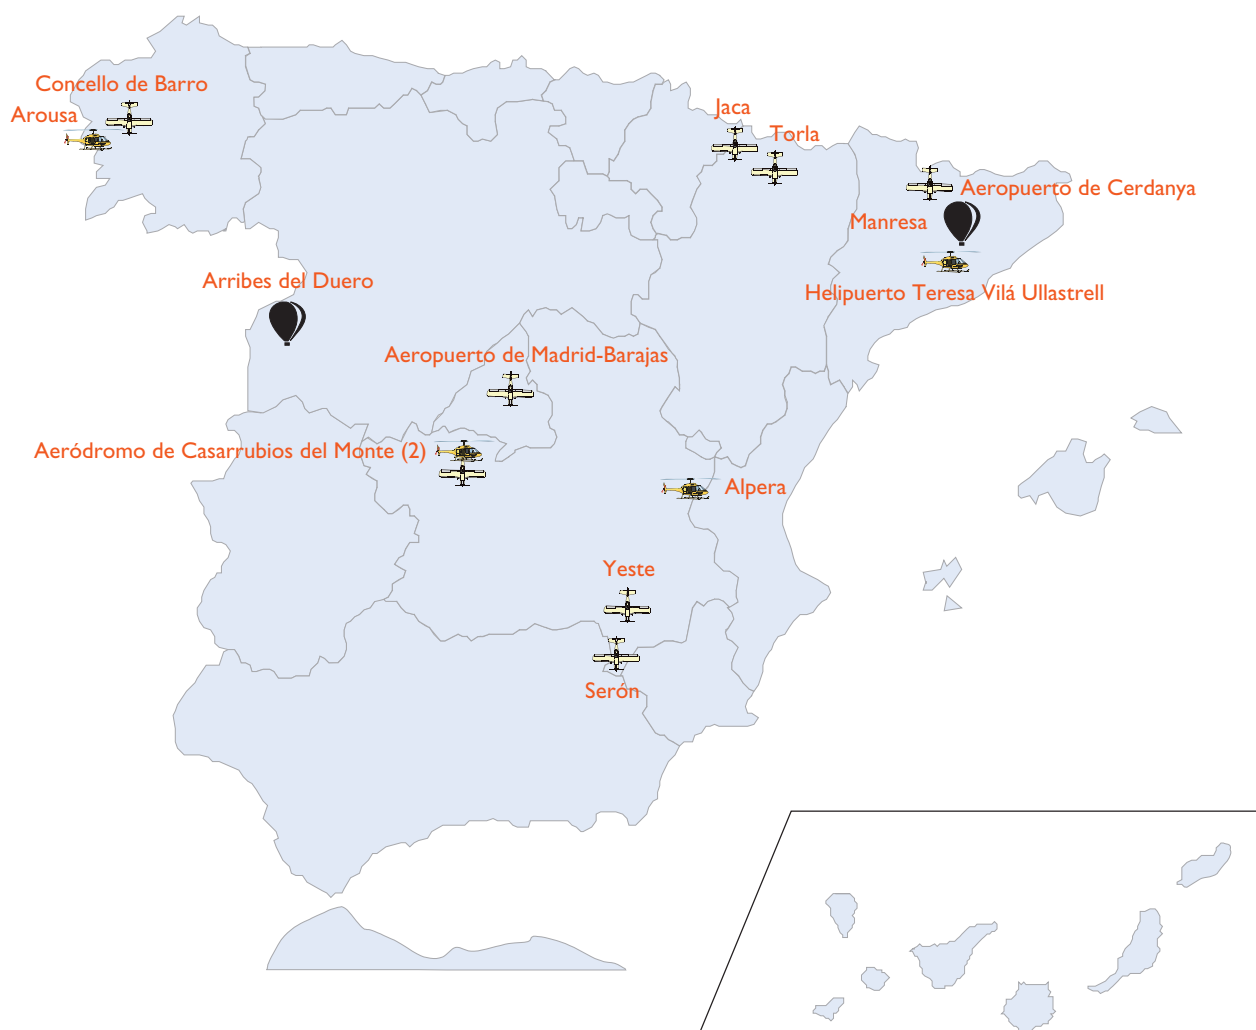 Concello de Barro
Arousa
Jaca
Torla
Aeropuerto de Cerdanya
Manresa
Helipuerto Teresa Vilá Ullastrell
Arribes del Duero
Aeropuerto de Madrid-Barajas
Aeródromo de Casarrubios del Monte (2)
Alpera
Yeste
Serón